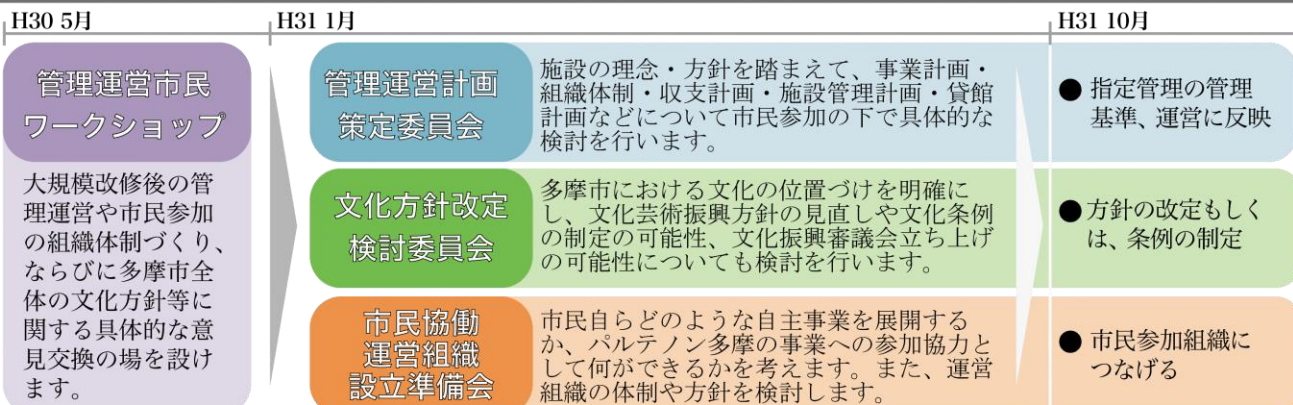 H30 5月
H31 1月
H31 10月
管理運営市民
ワークショップ
大規模改修後の管
理運営や市民参加
の組織体制づくり、
ならびに多摩市全
体の文化方針等に
関する具体的な意
見交換の場を設け
ます。
管理運営計画
策定委員会
施設の理念・方針を踏まえて、事業計画・
組織体制・収支計画・施設管理計画・貸館
計画などについて市民参加の下で具体的な
検討を行います。
● 指定管理の管理
基準、運営に反映
文化方針改定
検討委員会
多摩市における文化の位置づけを明確に
し、文化芸術振興方針の見直しや文化条例
の制定の可能性、文化振興審議会立ち上げ
の可能性についても検討を行います。
● 方針の改定もしく
は、条例の制定
市民協働
運営組織
設立準備会
市民自らどのような自主事業を展開する
か、パルテノン多摩の事業への参加協力と
して何ができるかを考えます。また、運営
組織の体制や方針を検討します。
● 市民参加組織に
つなげる